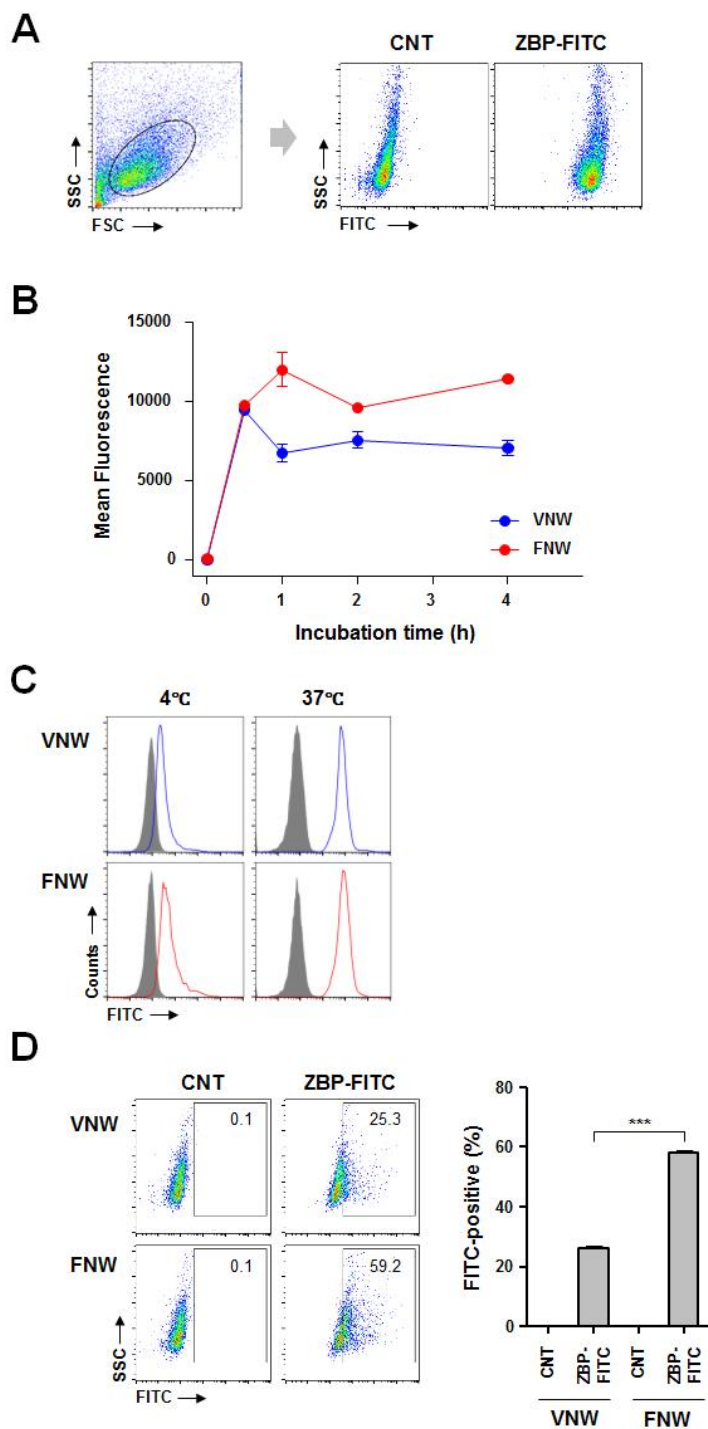 A
CNT
ZBP-FITC
SSC
FSC
SSC
FITC
B
15000
10000
5000
0
Mean Fluorescence
VNW
FNW
0
1
2
3
4
Incubation time (h)
C
4℃
37℃
VNW
FNW
Counts
FITC
D
CNT
ZBP-FITC
VNW
0.1
25.3
FNW
0.1
59.2
SSC
FITC
80
60
40
20
0
FITC-positive (%)
***
CNT
ZBP-
FITC
CNT
ZBP-
FITC
VNW
FNW